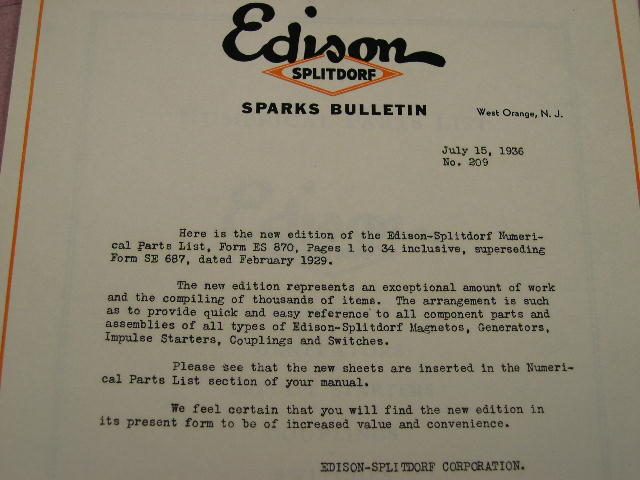 Edison
SPLITDORF
SPARKS BULLETIN
West Orange, N. J.
July 15, 1936
No. 209
Here is the new edition of the Edison-Splitdorf Numeri-
cal Parts List, Form ES 870, Pages 1 to 34 inclusive, superseding
Form SE 687, dated February 1929.
The new edition represents an exceptional amount of work
and the compiling of thousands of items. The arrangement is such
as to provide quick and easy reference to all component parts and
assemblies of all types of Edison-Splitdorf Magnetos, Generators,
Impulse Starters, Couplings and Switches.
Please see that the new sheets are inserted in the Numeri-
cal Parts List section of your manual.
We feel certain that you will find the new edition in
its present form to be of increased value and convenience.
EDISON-SPLITDORF CORPORATION.